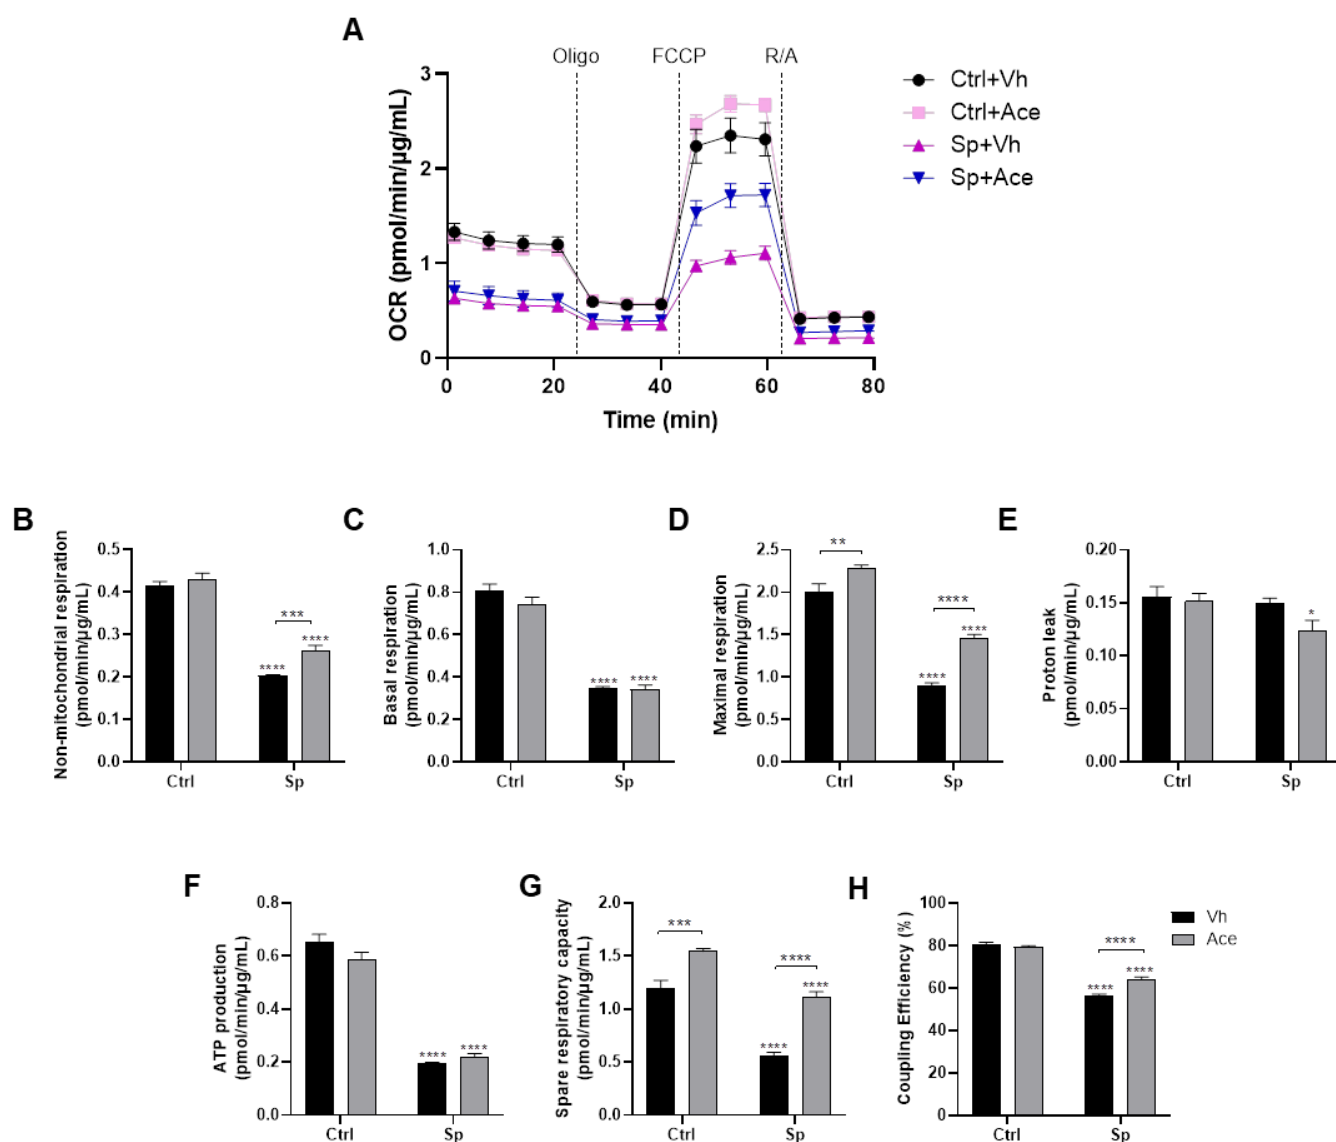 A
Oligo FCCP R/A
OCR (pmol/min/µg/mL)
3
2
1
0
0 20 40 60 80
Time (min)
Ctrl+Vh
Ctrl+Ace
Sp+Vh
Sp+Ace
B
Non-mitochondrial respiration
(pmol/min/µg/mL)
0.5
0.4
0.3
0.2
0.1
0.0
****
***
****
Ctrl Sp
C
Basal respiration
(pmol/min/µg/mL)
1.0
0.8
0.6
0.4
0.2
0.0
**** ****
Ctrl Sp
D
Maximal respiration
(pmol/min/µg/mL)
2.5
2.0
1.5
1.0
0.5
0.0
**
****
****
****
Ctrl Sp
E
Proton leak
(pmol/min/µg/mL)
0.20
0.15
0.10
0.05
0.00
*
Ctrl Sp
F
ATP production
(pmol/min/µg/mL)
0.8
0.6
0.4
0.2
0.0
**** ****
Ctrl Sp
G
Spare respiratory capacity
(pmol/min/µg/mL)
2.0
1.5
1.0
0.5
0.0
***
****
****
****
Ctrl Sp
H
Coupling Efficiency (%)
100
80
60
40
20
0
****
****
****
Ctrl Sp
Vh
Ace